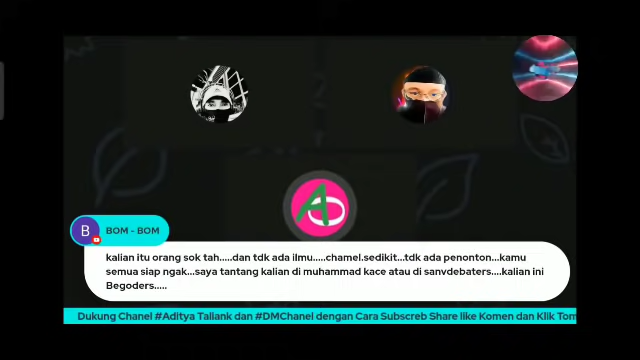 B
BOM - BOM
kalian itu orang sok tah.....dan tdk ada ilmu.....chamel.sedikit...tdk ada penonton...kamu
semua siap ngak...saya tantang kalian di muhammad kace atau di sanvdebaters....kalian ini
Begoders.....
Dukung Chanel #Aditya Taliank dan #DMChanel dengan Cara Subscreb Share like Komen dan Klik Tom